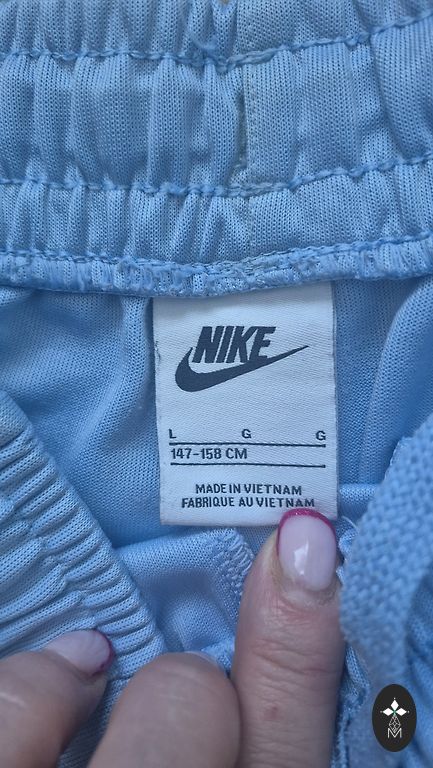 NIKE
L G G
147-158 CM
MADE IN VIETNAM
FABRIQUE AU VIETNAM